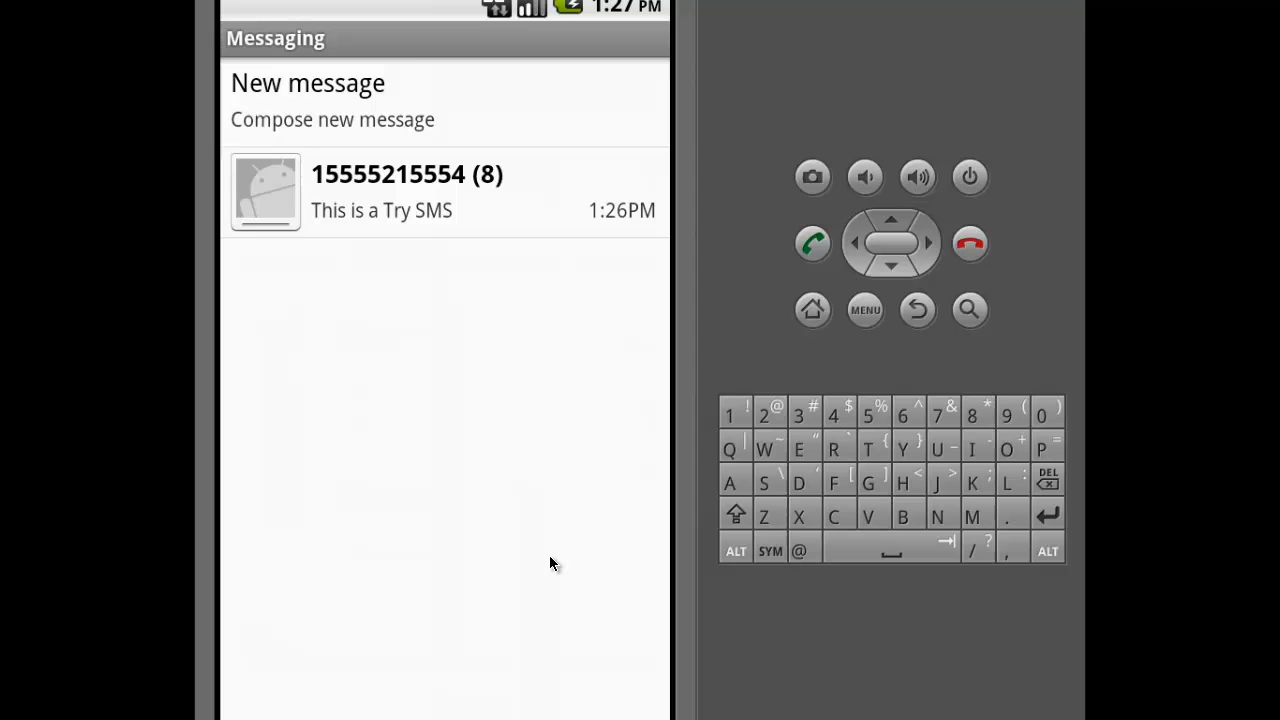 1:27 PM
Messaging
New message
Compose new message
15555215554 (8)
This is a Try SMS 1:26PM
MENU
1 ! 2 @ 3 # 4 $ 5 % 6 ^ 7 & 8 * 9 ( 0 )
Q | W ~ E “ R ` T { Y } U _ I - O + P =
A S \ D ‘ F [ G ] H < J > K ; L : DEL
Z X C V B N M .
ALT SYM @ / ? , ALT